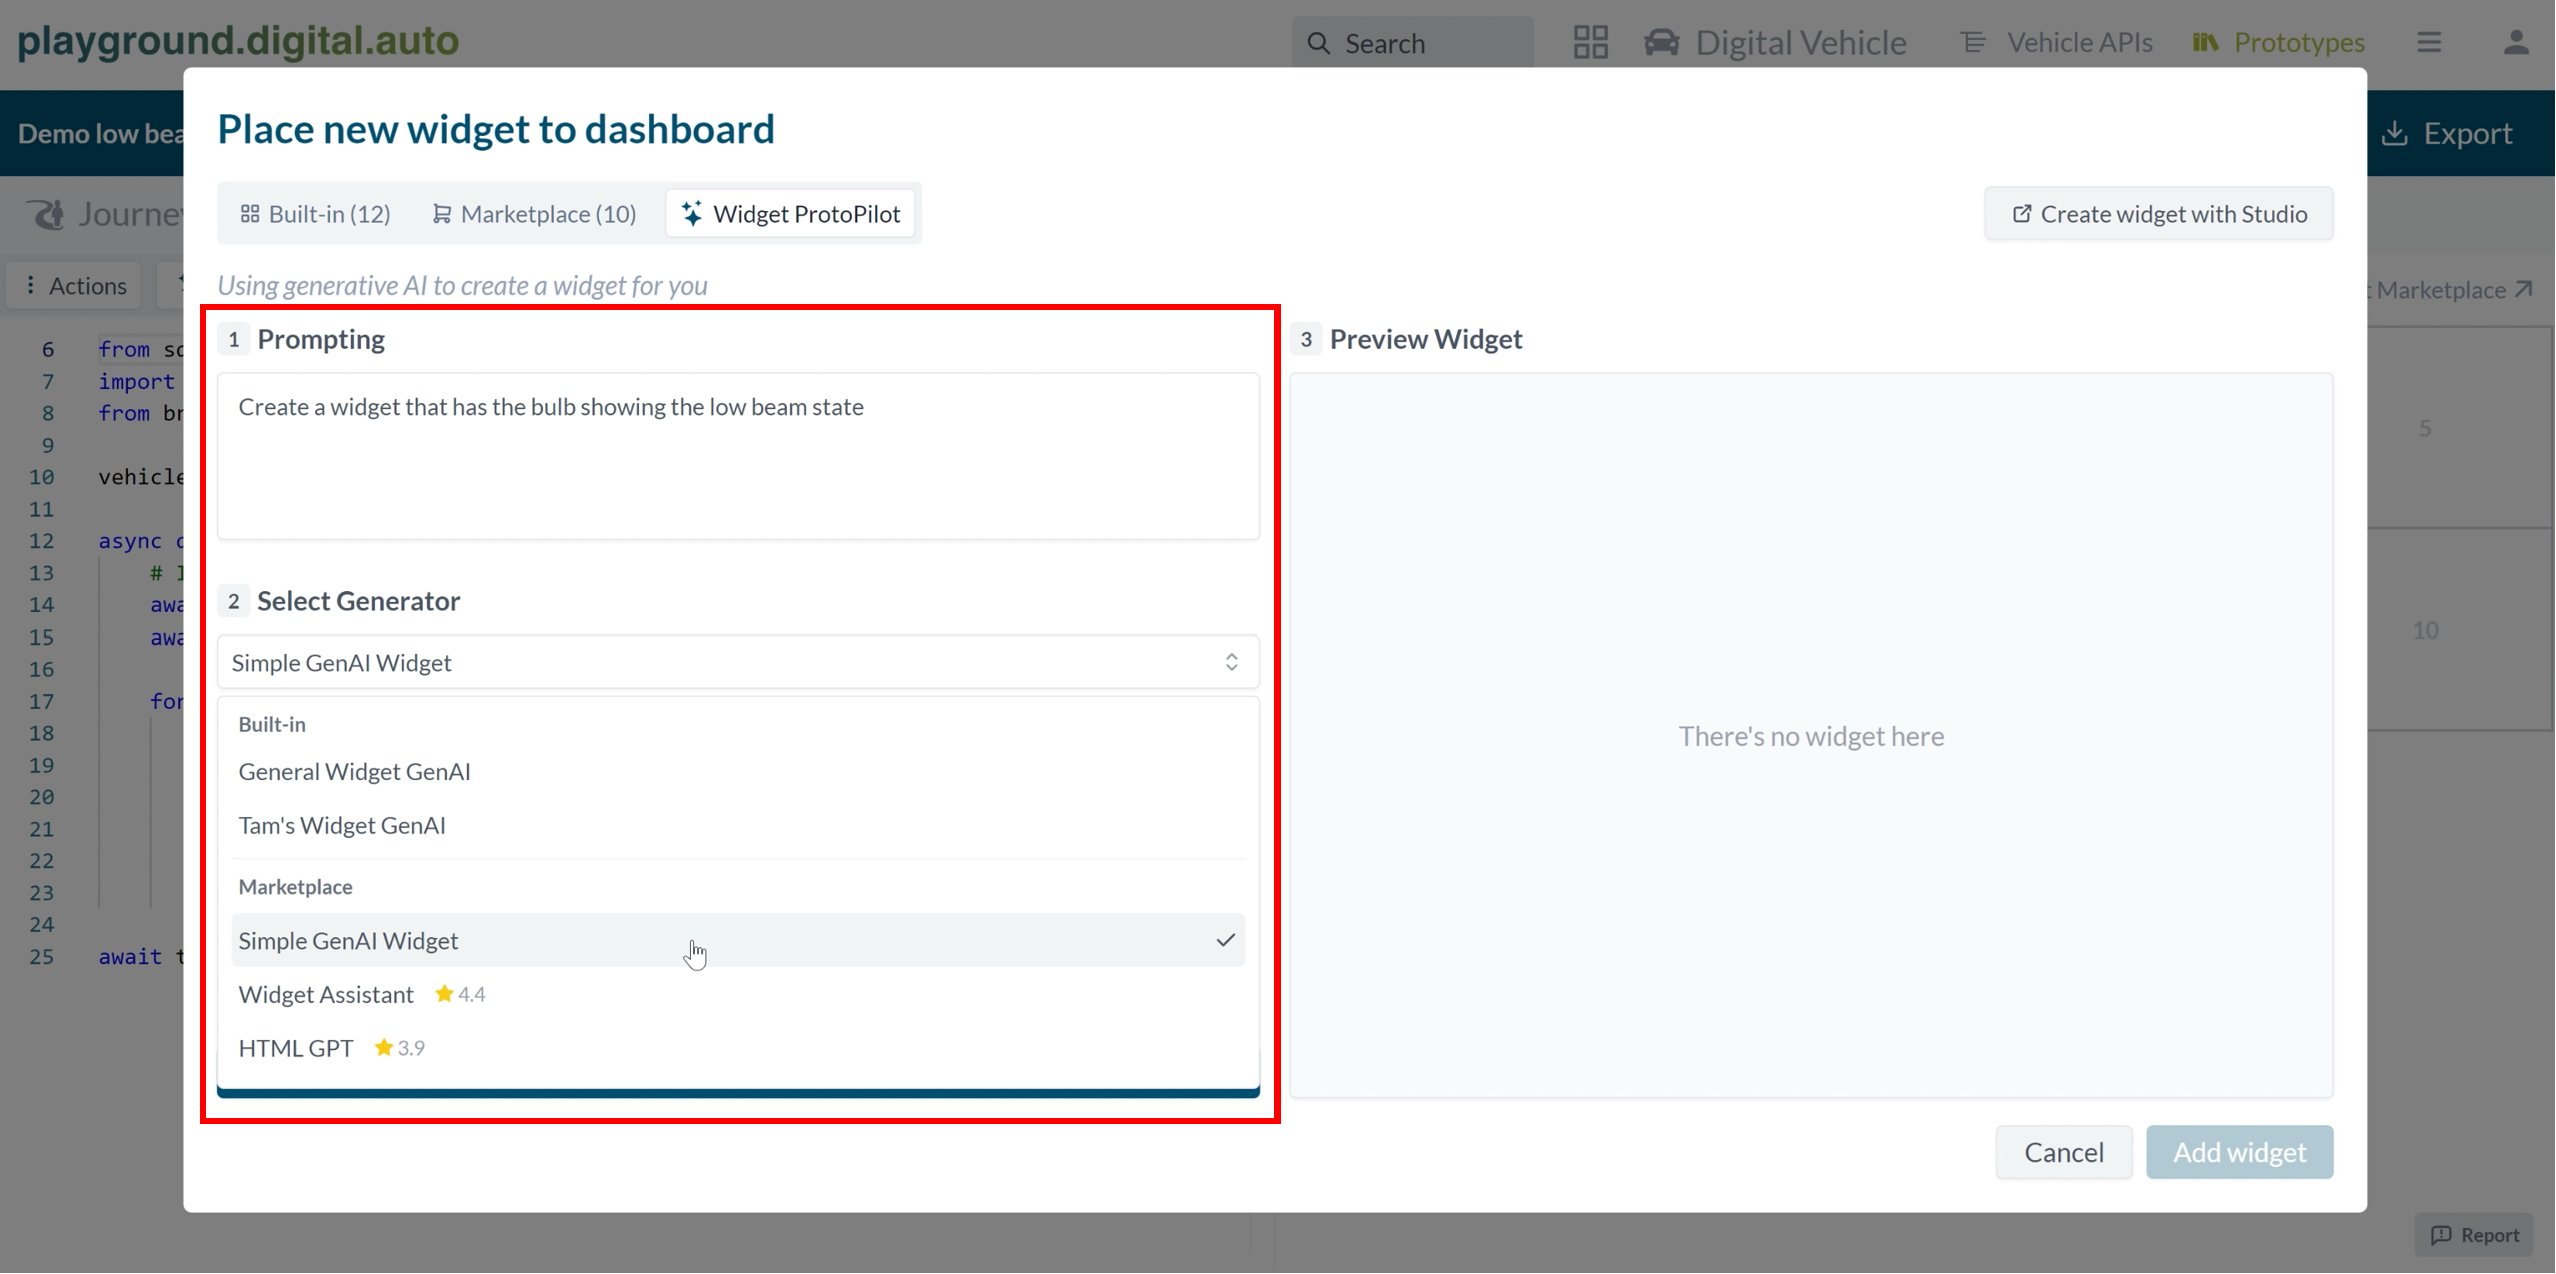 playground.digital.auto
Search
Digital Vehicle
Vehicle APIs
Prototypes
Demo low bea
Export
Place new widget to dashboard
Built-in (12)
Marketplace (10)
Widget ProtoPilot
Create widget with Studio
Journey
Actions
Using generative AI to create a widget for you
Marketplace
1 Prompting
3 Preview Widget
Create a widget that has the bulb showing the low beam state
2 Select Generator
Simple GenAI Widget
Built-in
General Widget GenAI
Tam's Widget GenAI
Marketplace
Simple GenAI Widget
Widget Assistant 4.4
HTML GPT 3.9
There's no widget here
6 from
7 import
8 from
9
10 vehicle
11
12 async
13 #
14 awa
15 awa
16
17 for
18
19
20
21
22
23
24
25 await
5
10
Cancel
Add widget
Report